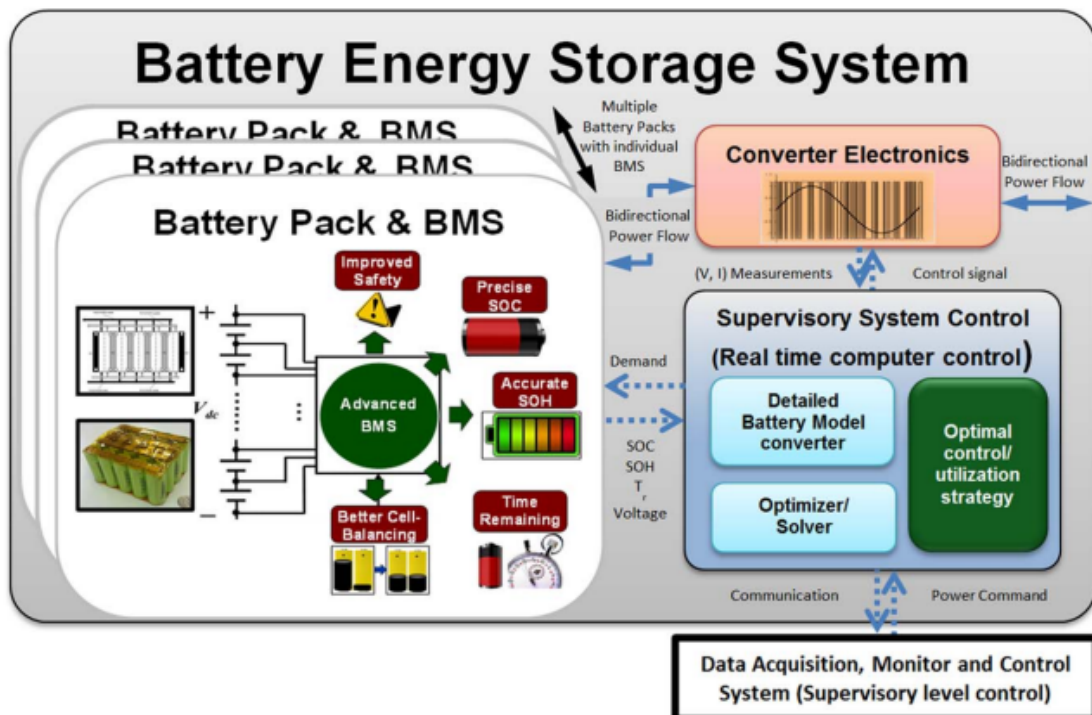 Battery Energy Storage System
Battery Pack & BMS
Battery Pack & BMS
Battery Pack & BMS
Multiple
Battery Packs
with individual
BMS
Bidirectional
Power Flow
Converter Electronics
Bidirectional
Power Flow
(V, I) Measurements
Control signal
Improved
Safety
Precise
SOC
Accurate
SOH
Advanced
BMS
+
Vdc
−
Better Cell-
Balancing
Time
Remaining
Demand
SOC
SOH
Tr
Voltage
Supervisory System Control
(Real time computer control)
Detailed
Battery Model
converter
Optimizer/
Solver
Optimal
control/
utilization
strategy
Communication
Power Command
Data Acquisition, Monitor and Control
System (Supervisory level control)